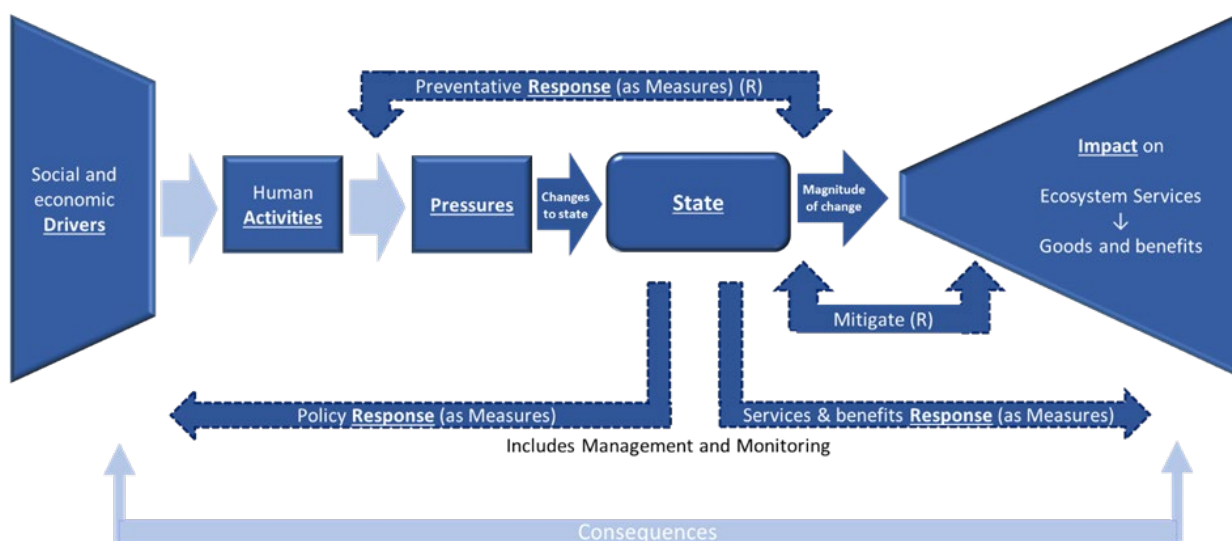 Preventative Response (as Measures) (R)
Social and
economic
Drivers
Human
Activities
Pressures
Changes
to state
State
Magnitude
of change
Impact on
Ecosystem Services
↓
Goods and benefits
Mitigate (R)
Policy Response (as Measures)
Services & benefits Response (as Measures)
Includes Management and Monitoring
Consequences